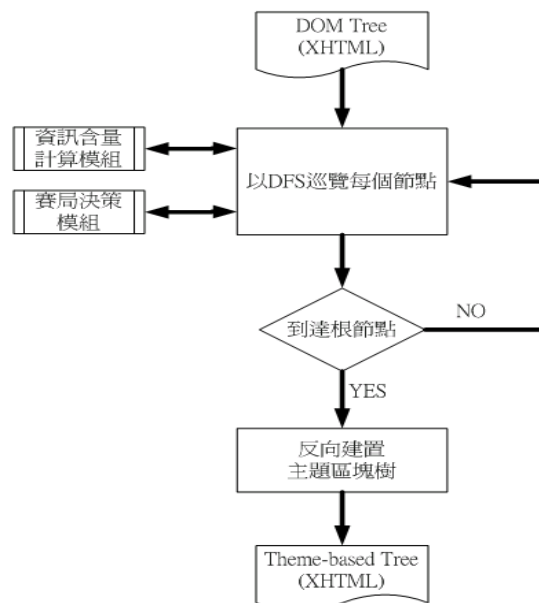 DOM Tree
(XHTML)
資訊含量
計算模組
以DFS巡覽每個節點
賽局決策
模組
到達根節點
NO
YES
反向建置
主題區塊樹
Theme-based Tree
(XHTML)